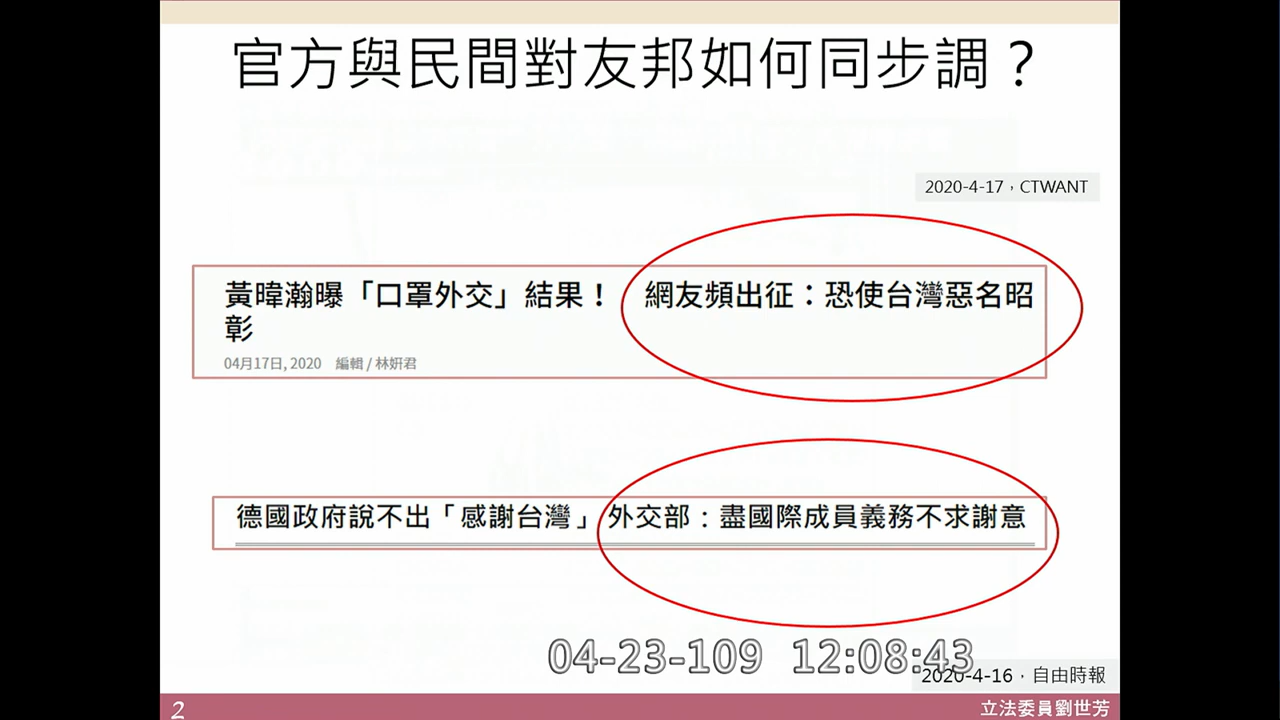 官方與民間對友邦如何同步調？
2020-4-17，CTWANT
黃暐瀚曝「口罩外交」結果！ 網友頻出征：恐使台灣惡名昭
彰
04月17日, 2020 編輯 / 林妍君
德國政府說不出「感謝台灣」 外交部：盡國際成員義務不求謝意
04-23-109 12:08:43
2020-4-16，自由時報
2
立法委員劉世芳